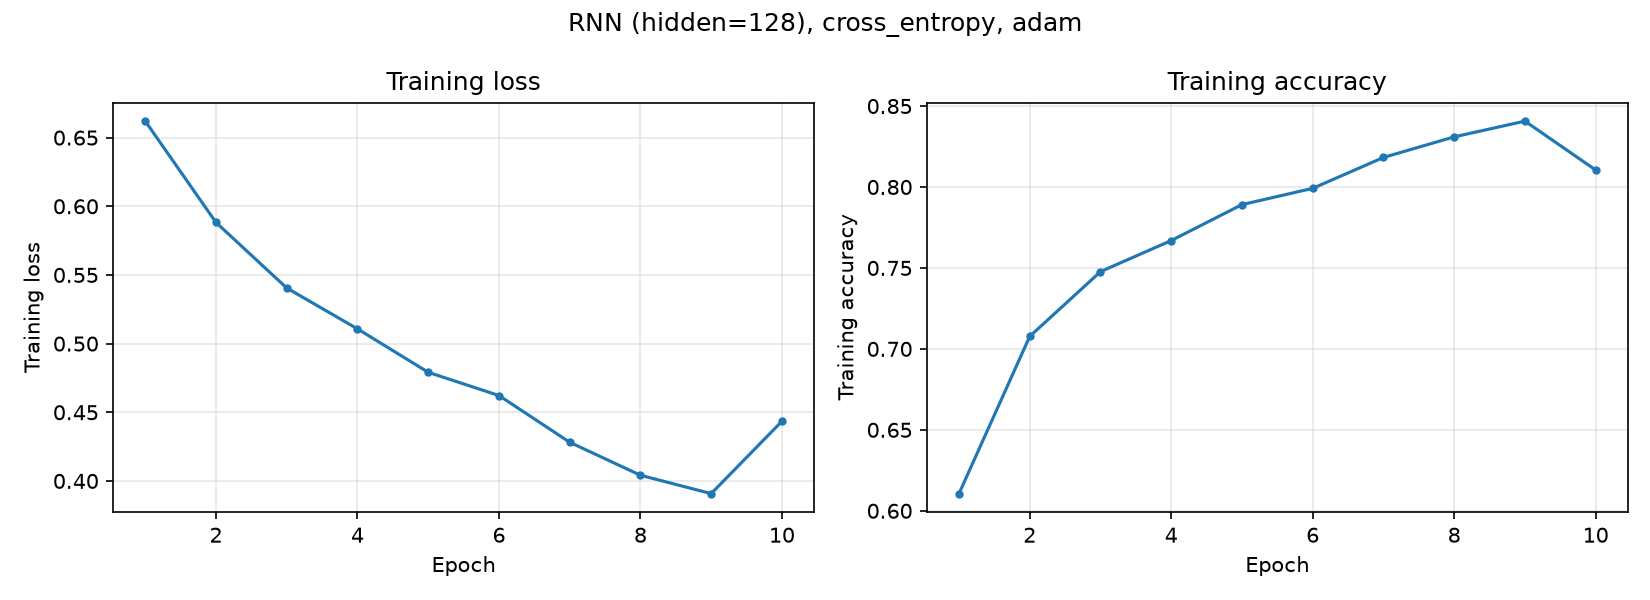 RNN (hidden=128), cross_entropy, adam
Training loss
Training loss
0.65
0.60
0.55
0.50
0.45
0.40
2 4 6 8 10
Epoch
Training accuracy
Training accuracy
0.85
0.80
0.75
0.70
0.65
0.60
2 4 6 8 10
Epoch